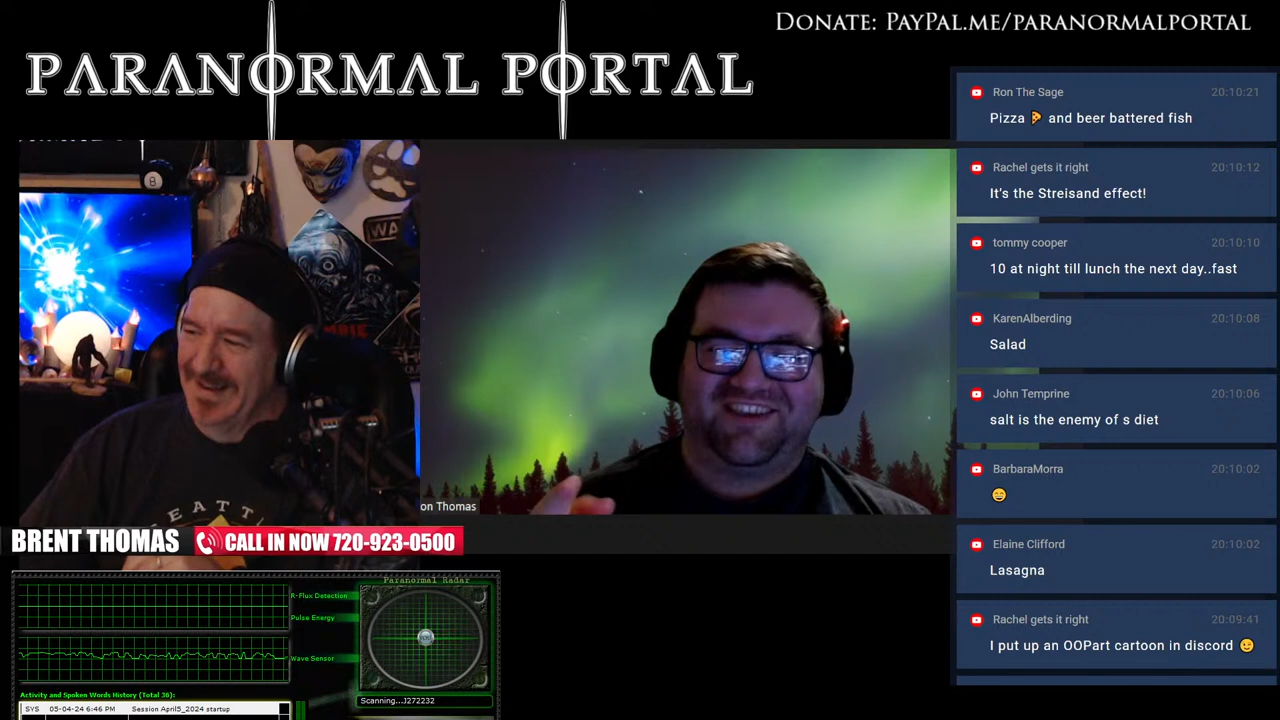 DONATE: PAYPAL.ME/PARANORMALPORTAL
PARANORMAL PORTAL
8
WA
ZOMBIE
EATT
on Thomas
BRENT THOMAS
CALL IN NOW 720-923-0500
Paranormal Radar
R-Flux Detection
Pulse Energy
Wave Sensor
Activity and Spoken Words History (Total 36):
SYS 05-04-24 6:46 PM Session April5_2024 startup
Scanning...J272232
Ron The Sage 20:10:21
Pizza 🍕 and beer battered fish
Rachel gets it right 20:10:12
It's the Streisand effect!
tommy cooper 20:10:10
10 at night till lunch the next day..fast
KarenAlberding 20:10:08
Salad
John Temprine 20:10:06
salt is the enemy of s diet
BarbaraMorra 20:10:02
😄
Elaine Clifford 20:10:02
Lasagna
Rachel gets it right 20:09:41
I put up an OOPart cartoon in discord 😉